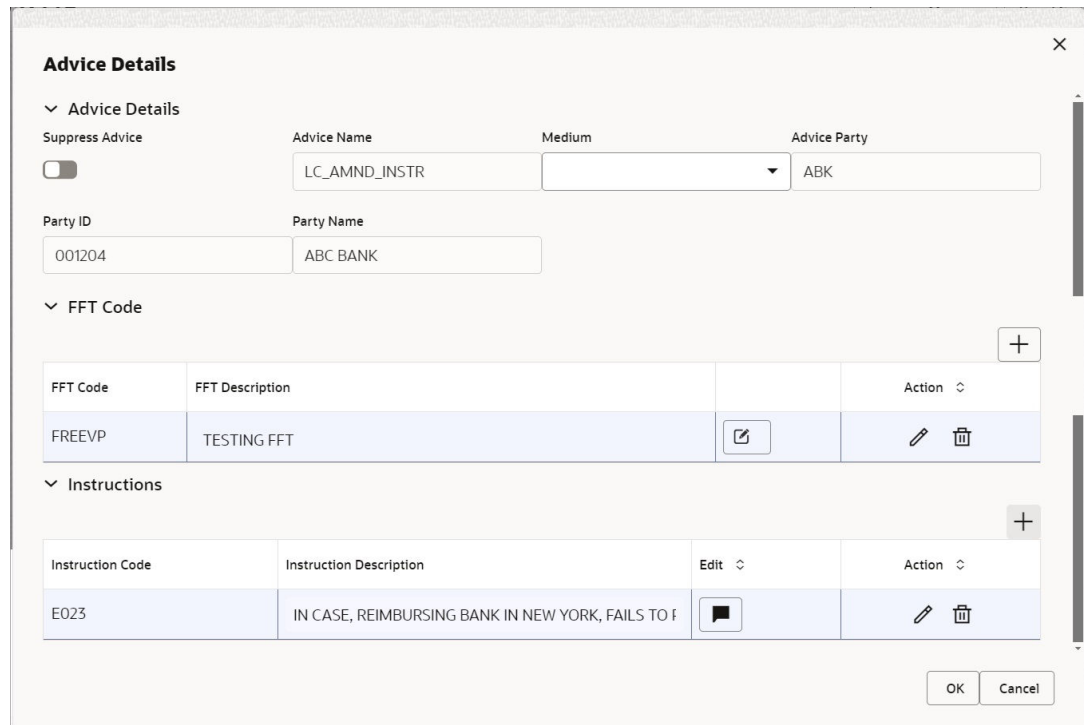 Advice Details
Advice Details
Suppress Advice Advice Name Medium Advice Party
LC_AMND_INSTR ABK
Party ID Party Name
001204 ABC BANK
FFT Code
FFT Code FFT Description Action
FREEVP TESTING FFT
Instructions
Instruction Code Instruction Description Edit Action
E023 IN CASE, REIMBURSING BANK IN NEW YORK, FAILS TO
OK Cancel